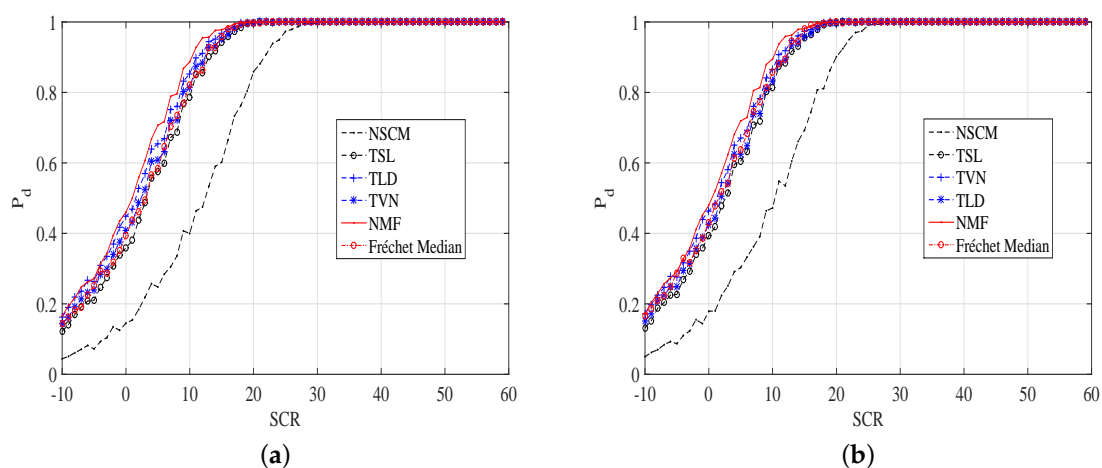 1
0.8
0.6
0.4
0.2
0
P_d
-10 0 10 20 30 40 50 60
SCR
NSCM
TSL
TLD
TVN
NMF
Fréchet Median
(a)
1
0.8
0.6
0.4
0.2
0
P_d
-10 0 10 20 30 40 50 60
SCR
NSCM
TSL
TVN
TLD
NMF
Fréchet Median
(b)